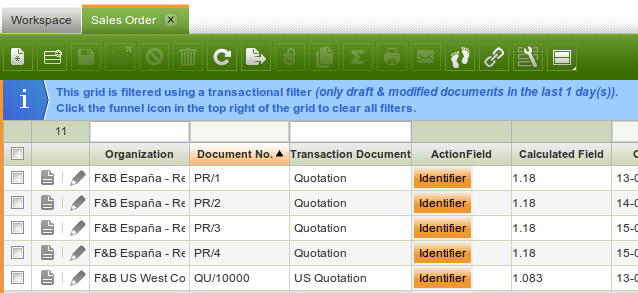 Workspace Sales Order x
i This grid is filtered using a transactional filter (only draft & modified documents in the last 1 day(s)).
Click the funnel icon in the top right of the grid to clear all filters.
11
Organization Document No. Transaction Document ActionField Calculated Field
F&B España - Re PR/1 Quotation Identifier 1.18 13-0
F&B España - Re PR/2 Quotation Identifier 1.18 14-0
F&B España - Re PR/3 Quotation Identifier 1.18 15-0
F&B España - Re PR/4 Quotation Identifier 1.18 15-0
F&B US West Co QU/10000 US Quotation Identifier 1.083 13-0